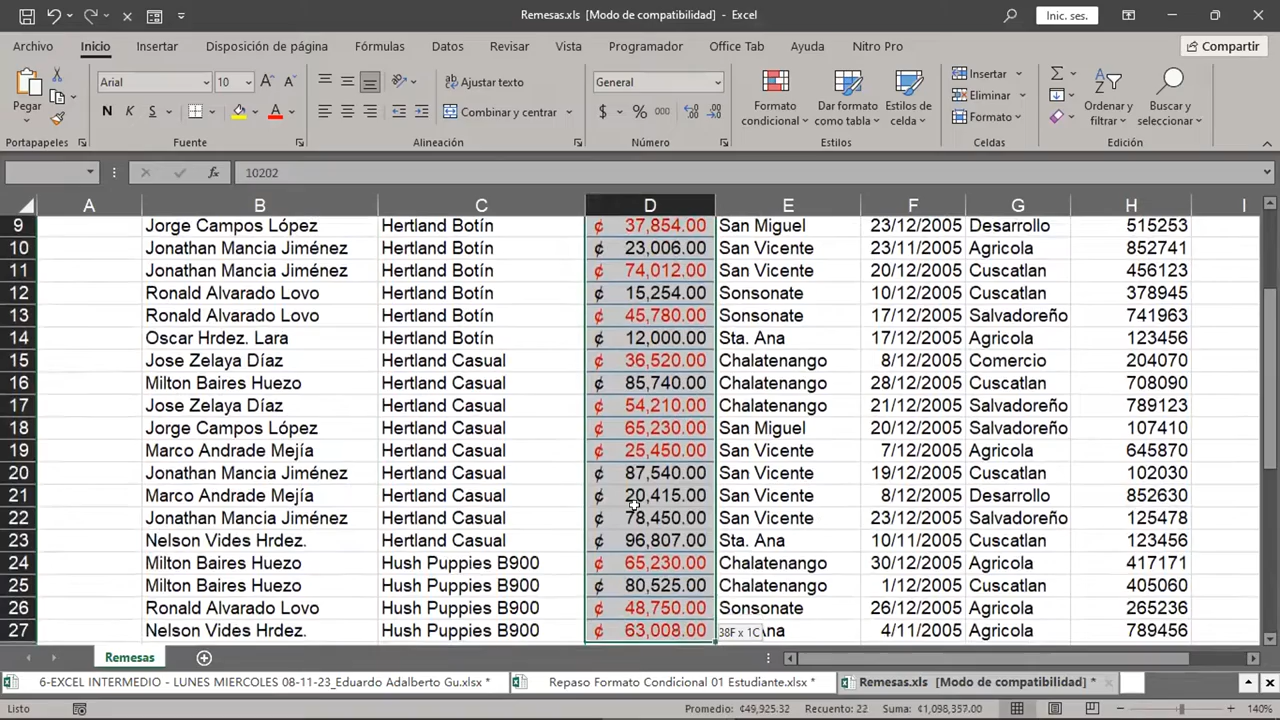 Remesas.xls [Modo de compatibilidad] - Excel
Inic. ses.
Archivo Inicio Insertar Disposición de página Fórmulas Datos Revisar Vista Programador Office Tab Ayuda Nitro Pro Compartir
Pegar
Arial 10
N K S
Ajustar texto
Combinar y centrar
General
$ % 000
Formato condicional
Dar formato como tabla
Estilos de celda
Insertar
Eliminar
Formato
Ordenar y filtrar
Buscar y seleccionar
Portapapeles Fuente Alineación Número Estilos Celdas Edición
fx 10202
A B C D E F G H I
9 Jorge Campos López Hertland Botín ¢ 37,854.00 San Miguel 23/12/2005 Desarrollo 515253
10 Jonathan Mancia Jiménez Hertland Botín ¢ 23,006.00 San Vicente 23/11/2005 Agricola 852741
11 Jonathan Mancia Jiménez Hertland Botín ¢ 74,012.00 San Vicente 20/12/2005 Cuscatlan 456123
12 Ronald Alvarado Lovo Hertland Botín ¢ 15,254.00 Sonsonate 10/12/2005 Cuscatlan 378945
13 Ronald Alvarado Lovo Hertland Botín ¢ 45,780.00 Sonsonate 17/12/2005 Salvadoreño 741963
14 Oscar Hrdez. Lara Hertland Botín ¢ 12,000.00 Sta. Ana 17/12/2005 Agricola 123456
15 Jose Zelaya Díaz Hertland Casual ¢ 36,520.00 Chalatenango 8/12/2005 Comercio 204070
16 Milton Baires Huezo Hertland Casual ¢ 85,740.00 Chalatenango 28/12/2005 Cuscatlan 708090
17 Jose Zelaya Díaz Hertland Casual ¢ 54,210.00 Chalatenango 21/12/2005 Salvadoreño 789123
18 Jorge Campos López Hertland Casual ¢ 65,230.00 San Miguel 20/12/2005 Salvadoreño 107410
19 Marco Andrade Mejía Hertland Casual ¢ 25,450.00 San Vicente 7/12/2005 Agricola 645870
20 Jonathan Mancia Jiménez Hertland Casual ¢ 87,540.00 San Vicente 19/12/2005 Cuscatlan 102030
21 Marco Andrade Mejía Hertland Casual ¢ 20,415.00 San Vicente 8/12/2005 Desarrollo 852630
22 Jonathan Mancia Jiménez Hertland Casual ¢ 78,450.00 San Vicente 23/12/2005 Salvadoreño 125478
23 Nelson Vides Hrdez. Hertland Casual ¢ 96,807.00 Sta. Ana 10/11/2005 Cuscatlan 123456
24 Milton Baires Huezo Hush Puppies B900 ¢ 65,230.00 Chalatenango 30/12/2005 Agricola 417171
25 Milton Baires Huezo Hush Puppies B900 ¢ 80,525.00 Chalatenango 1/12/2005 Cuscatlan 405060
26 Ronald Alvarado Lovo Hush Puppies B900 ¢ 48,750.00 Sonsonate 26/12/2005 Agricola 265236
27 Nelson Vides Hrdez. Hush Puppies B900 ¢ 63,008.00 38F x 1C na 4/11/2005 Agricola 789456
Remesas
6-EXCEL INTERMEDIO - LUNES MIERCOLES 08-11-23_Eduardo Adalberto Gu.xlsx * Repaso Formato Condicional 01 Estudiante.xlsx * Remesas.xls [Modo de compatibilidad] *
Listo Promedio: ¢49,925.32 Recuento: 22 Suma: ¢1,098,357.00 140%